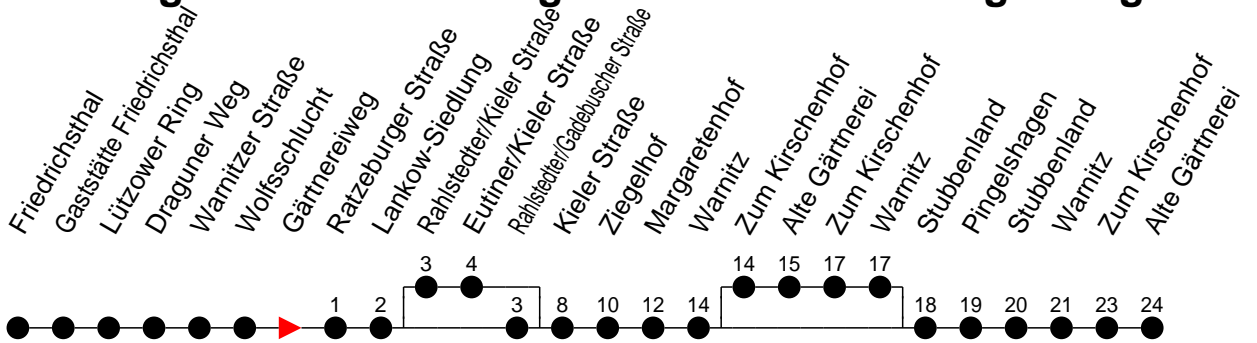 Friedrichsthal
Gaststätte Friedrichsthal
Lützower Ring
Draguner Weg
Warnitzer Straße
Wolfsschlucht
Gärtnereiweg
Ratzeburger Straße
Lankow-Siedlung
Rahlstedter/Kieler Straße
Eutiner/Kieler Straße
Rahlstedter/Gadebuscher Straße
Kieler Straße
Ziegelhof
Margaretenhof
Warnitz
Zum Kirschenhof
Alte Gärtnerei
Zum Kirschenhof
Warnitz
Stubbenland
Pingelshagen
Stubbenland
Warnitz
Zum Kirschenhof
Alte Gärtnerei
3 4 14 15 17 17
1 2 3 8 10 12 14 18 19 20 21 23 24